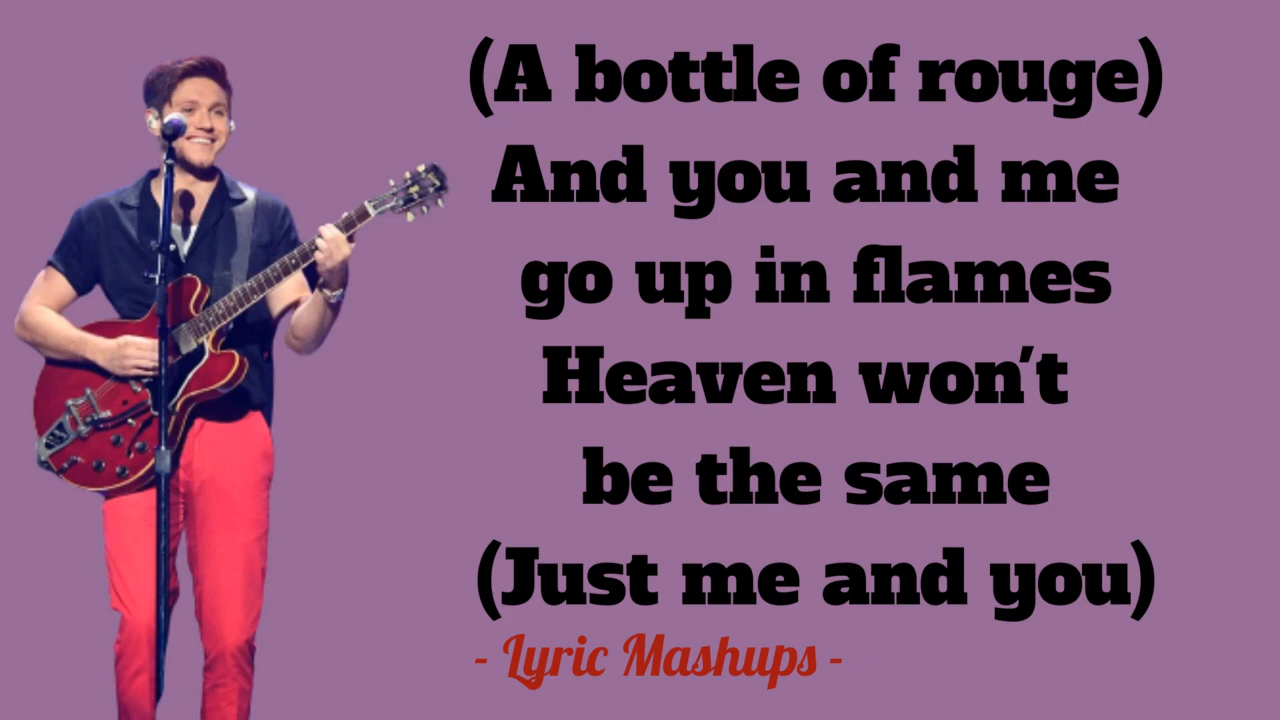 (A bottle of rouge)
And you and me
go up in flames
Heaven won't
be the same
(Just me and you)
- Lyric Mashups -